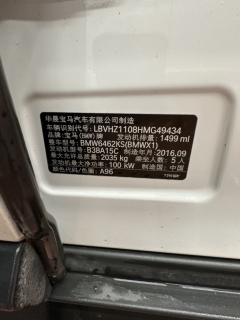 华晨宝马汽车有限公司制造
车辆识别代号: LBVHZ1108HMG49434
品牌: 宝马(BMW)牌 发动机排量: 1499 ml
整车型号: BMW6462KS(BMWX1)
发动机型号: B38A15C 制造年月: 2016.09
最大允许总质量: 2035 kg 乘坐人数: 5 人
发动机最大净功率: 100 kW 制造国: 中国
颜色代码/色圈: A96